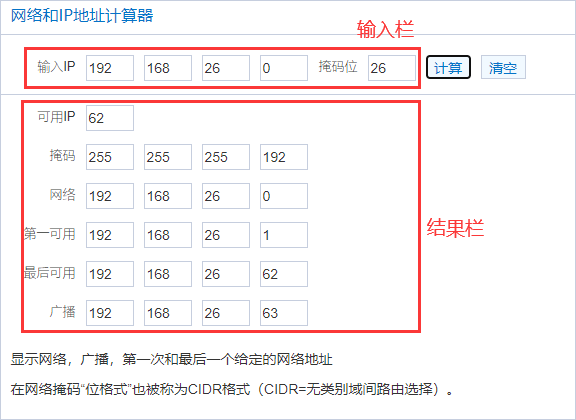 网络和IP地址计算器
输入栏
输入IP 192 168 26 0 掩码位 26 计算 清空
可用IP 62
掩码 255 255 255 192
网络 192 168 26 0
第一可用 192 168 26 1
结果栏
最后可用 192 168 26 62
广播 192 168 26 63
显示网络，广播，第一次和最后一个给定的网络地址
在网络掩码“位格式”也被称为CIDR格式（CIDR=无类别域间路由选择）。